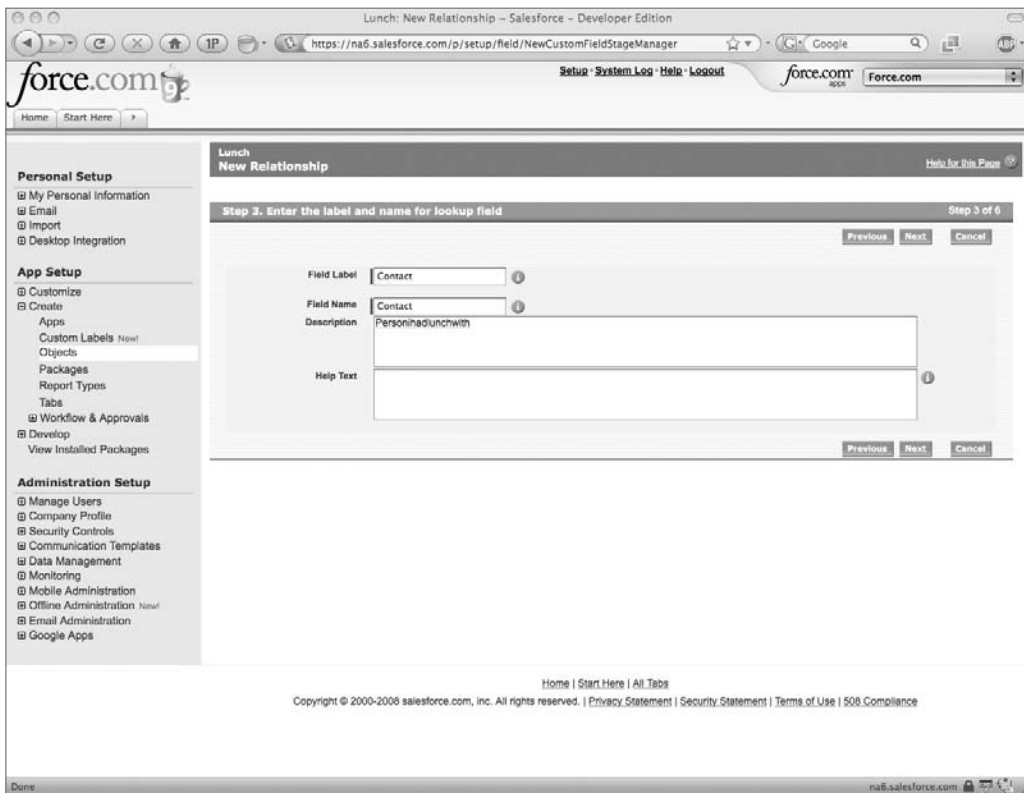 Lunch: New Relationship ~ Salesforce - Developer Edition
1P
https://na6.salesforce.com/p/setup/field/NewCustomFieldStageManager
G
Google
ABP
force.com
Setup · System Log · Help · Logout
force.com apps
Force.com
Home
Start Here
Lunch
New Relationship
Help for this Page
Personal Setup
My Personal Information
Email
Import
Desktop Integration
App Setup
Customize
Create
Apps
Custom Labels New!
Objects
Packages
Report Types
Tabs
Workflow & Approvals
Develop
View Installed Packages
Administration Setup
Manage Users
Company Profile
Security Controls
Communication Templates
Data Management
Monitoring
Mobile Administration
Offline Administration New!
Email Administration
Google Apps
Step 3. Enter the label and name for lookup field
Step 3 of 6
Previous Next Cancel
Field Label Contact
Field Name Contact
Description Personihadlunchwith
Help Text
Previous Next Cancel
Home | Start Here | All Tabs
Copyright © 2000-2008 salesforce.com, inc. All rights reserved. | Privacy Statement | Security Statement | Terms of Use | 508 Compliance
Done
na6.salesforce.com